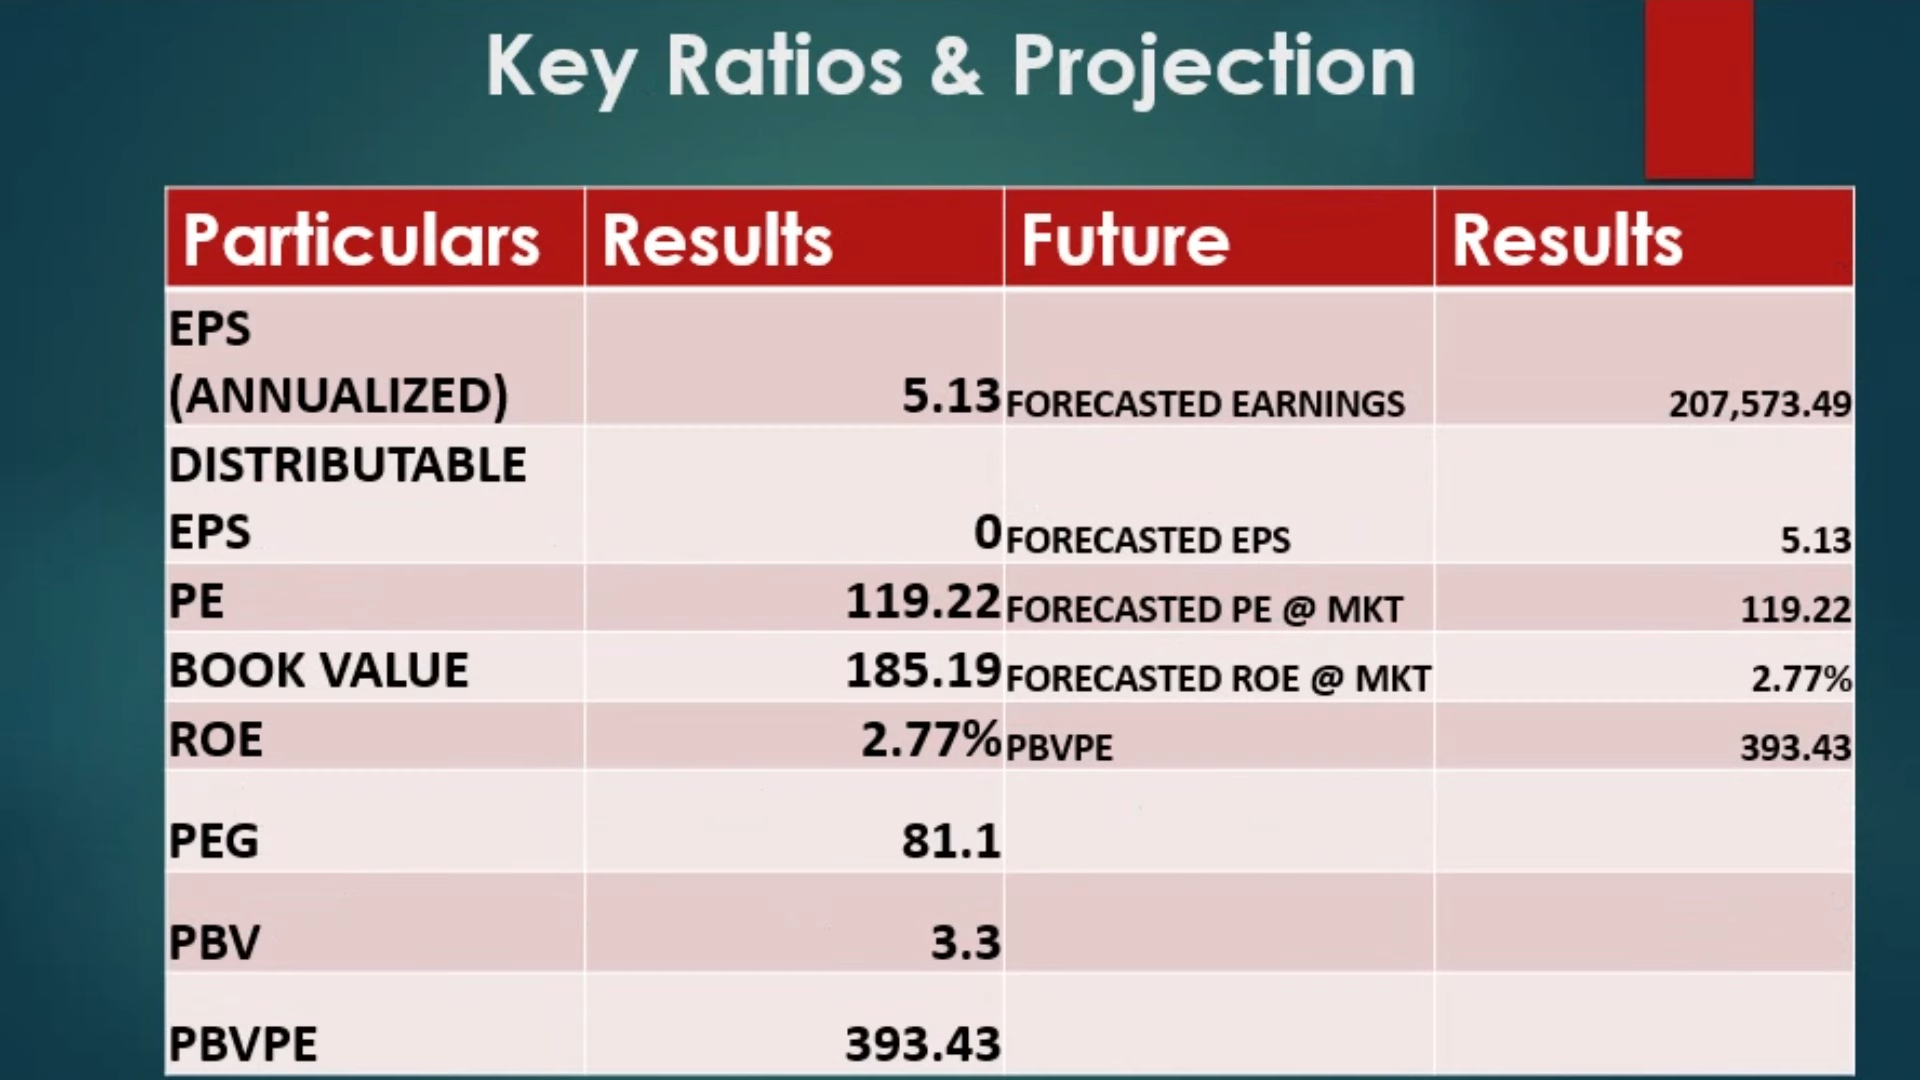 Key Ratios & Projection
Particulars Results Future Results
EPS
(ANNUALIZED) 5.13 FORECASTED EARNINGS 207,573.49
DISTRIBUTABLE
EPS 0 FORECASTED EPS 5.13
PE 119.22 FORECASTED PE @ MKT 119.22
BOOK VALUE 185.19 FORECASTED ROE @ MKT 2.77%
ROE 2.77% PBVPE 393.43
PEG 81.1
PBV 3.3
PBVPE 393.43